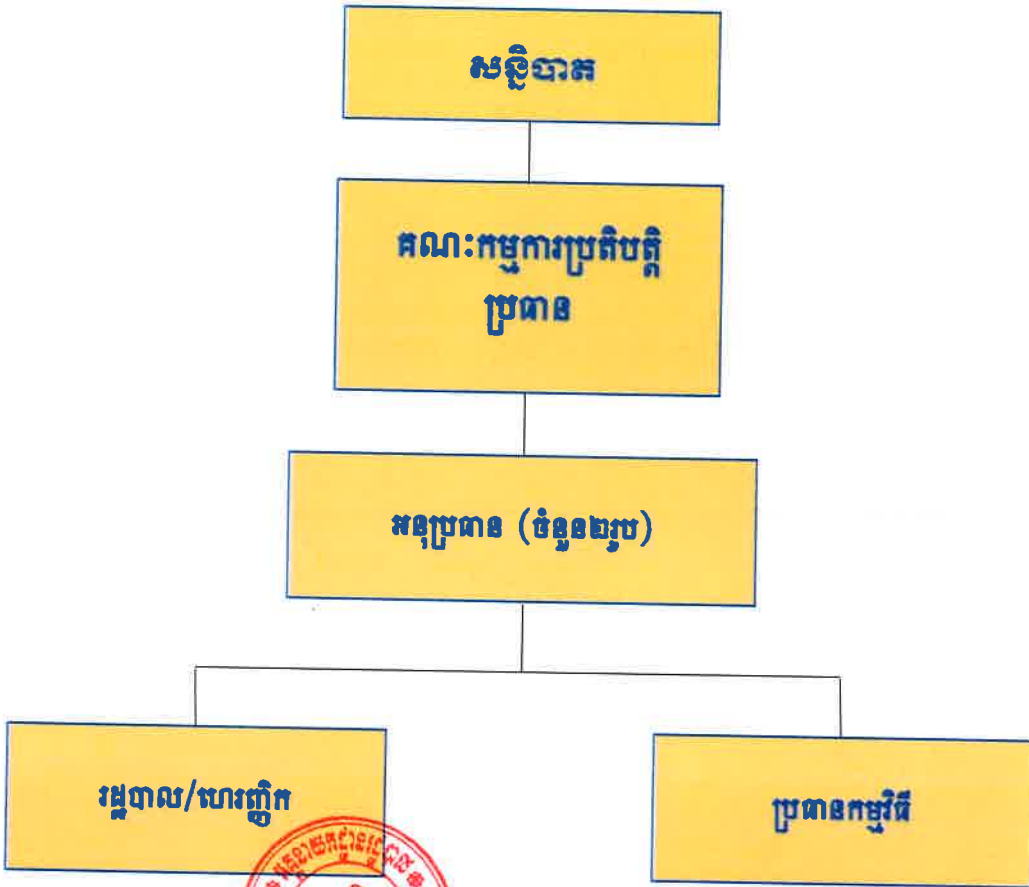 សន្និបាត
គណៈកម្មការប្រតិបត្តិ
ប្រធាន
អនុប្រធាន (ចំនួន២រូប)
រដ្ឋបាល/ហេរញ្ញិក
ប្រធានកម្មវិធី